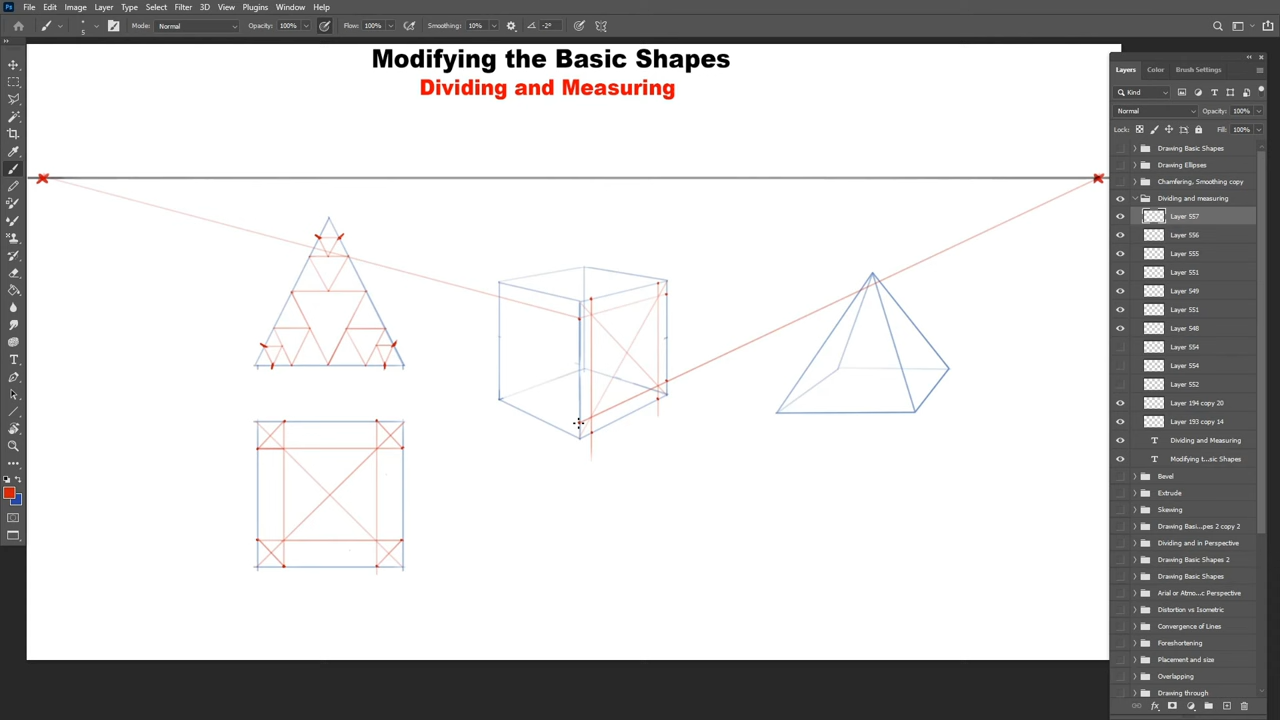 File Edit Image Layer Type Select Filter 3D View Plugins Window Help
5 Mode: Normal Opacity: 100% Flow: 100% Smoothing: 10% -2°
Modifying the Basic Shapes
Dividing and Measuring
Layers Color Brush Settings
Kind
Normal Opacity: 100%
Lock: Fill: 100%
Drawing Basic Shapes
Drawing Ellipses
Chamfering, Smoothing copy
Dividing and measuring
Layer 557
Layer 556
Layer 555
Layer 551
Layer 549
Layer 551
Layer 548
Layer 554
Layer 554
Layer 552
Layer 194 copy 20
Layer 193 copy 14
Dividing and Measuring
Modifying t...sic Shapes
Bevel
Extrude
Skewing
Drawing Basi...pes 2 copy 2
Dividing and in Perspective
Drawing Basic Shapes 2
Drawing Basic Shapes
Arial or Atmo...c Perspective
Distortion vs Isometric
Convergence of Lines
Foreshortening
Placement and size
Overlapping
Drawing through